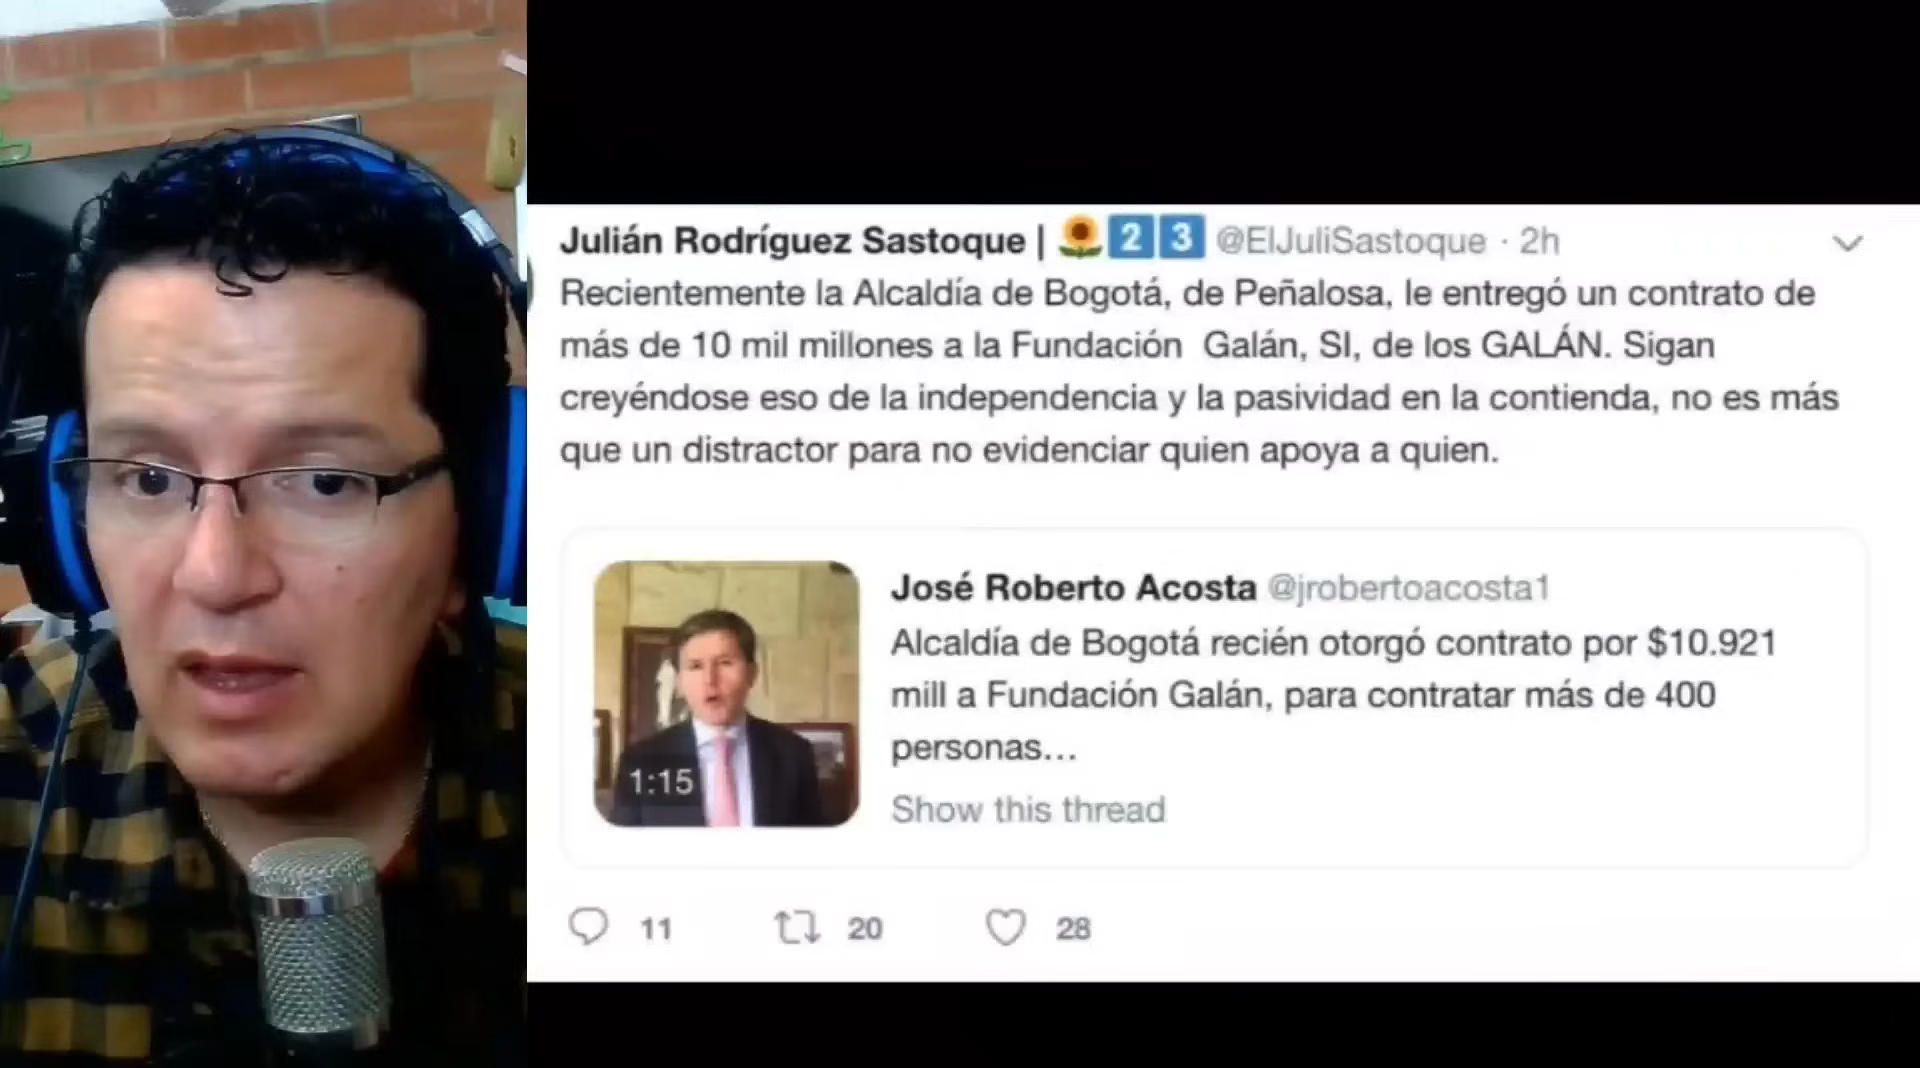 Julián Rodríguez Sastoque | 🌻2️⃣3️⃣ @ElJuliSastoque · 2h
Recientemente la Alcaldía de Bogotá, de Peñalosa, le entregó un contrato de
más de 10 mil millones a la Fundación Galán, SI, de los GALÁN. Sigan
creyéndose eso de la independencia y la pasividad en la contienda, no es más
que un distractor para no evidenciar quien apoya a quien.
José Roberto Acosta @jrobertoacosta1
Alcaldía de Bogotá recién otorgó contrato por $10.921
mill a Fundación Galán, para contratar más de 400
personas...
1:15
Show this thread
11 20 28